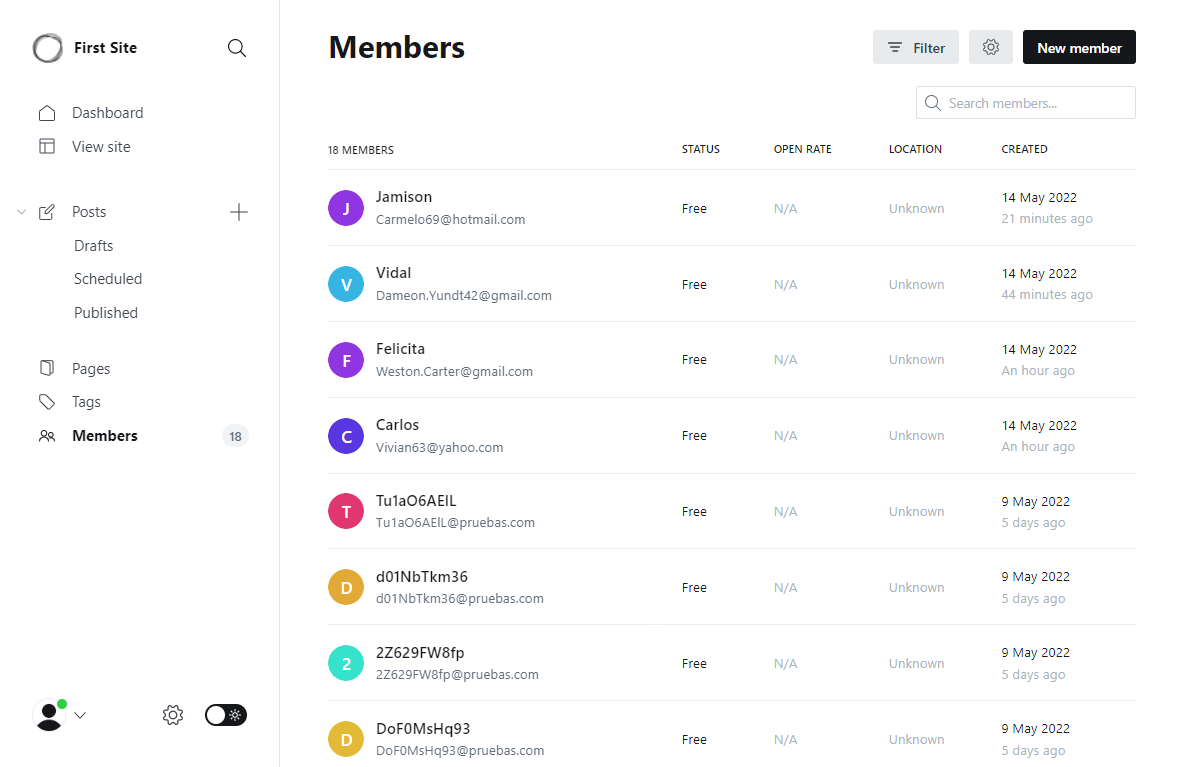 First Site
Dashboard
View site
Posts
Drafts
Scheduled
Published
Pages
Tags
Members 18
Members
Filter
New member
Search members...
18 MEMBERS STATUS OPEN RATE LOCATION CREATED
J Jamison Carmelo69@hotmail.com Free N/A Unknown 14 May 2022 21 minutes ago
V Vidal Dameon.Yundt42@gmail.com Free N/A Unknown 14 May 2022 44 minutes ago
F Felicita Weston.Carter@gmail.com Free N/A Unknown 14 May 2022 An hour ago
C Carlos Vivian63@yahoo.com Free N/A Unknown 14 May 2022 An hour ago
T Tu1aO6AElL Tu1aO6AElL@pruebas.com Free N/A Unknown 9 May 2022 5 days ago
D d01NbTkm36 d01NbTkm36@pruebas.com Free N/A Unknown 9 May 2022 5 days ago
2 2Z629FW8fp 2Z629FW8fp@pruebas.com Free N/A Unknown 9 May 2022 5 days ago
D DoF0MsHq93 DoF0MsHq93@pruebas.com Free N/A Unknown 9 May 2022 5 days ago